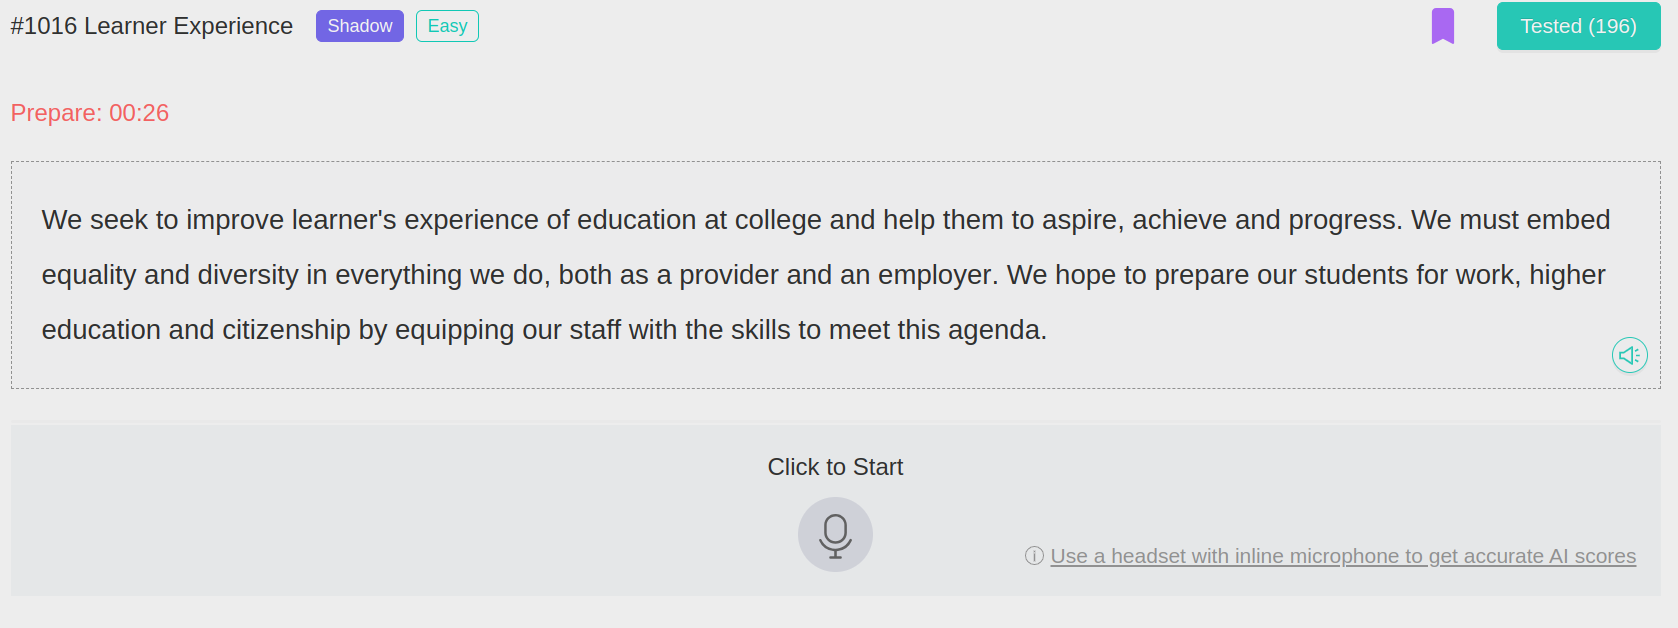 #1016 Learner Experience Shadow Easy Tested (196)
Prepare: 00:26
We seek to improve learner's experience of education at college and help them to aspire, achieve and progress. We must embed
equality and diversity in everything we do, both as a provider and an employer. We hope to prepare our students for work, higher
education and citizenship by equipping our staff with the skills to meet this agenda.
Click to Start
Use a headset with inline microphone to get accurate AI scores